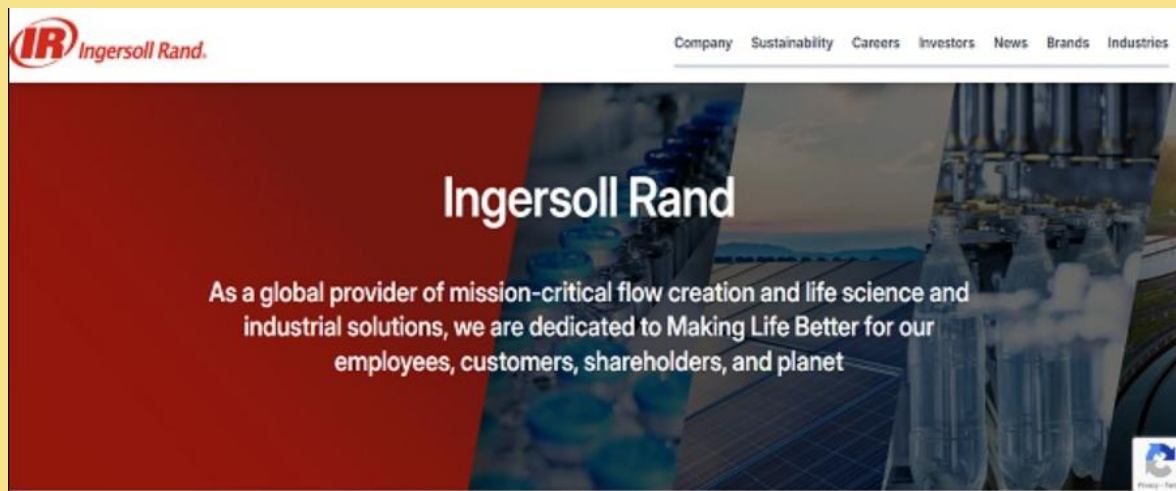 IR Ingersoll Rand.
Company Sustainability Careers Investors News Brands Industries
Ingersoll Rand
As a global provider of mission-critical flow creation and life science and
industrial solutions, we are dedicated to Making Life Better for our
employees, customers, shareholders, and planet